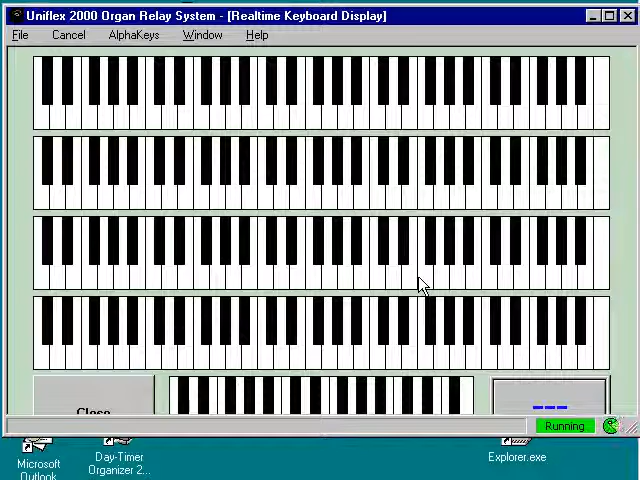 Uniflex 2000 Organ Relay System - [Realtime Keyboard Display]
File Cancel AlphaKeys Window Help
Close
Running
Microsoft
Outlook
Day-Timer
Organizer 2...
Explorer.exe